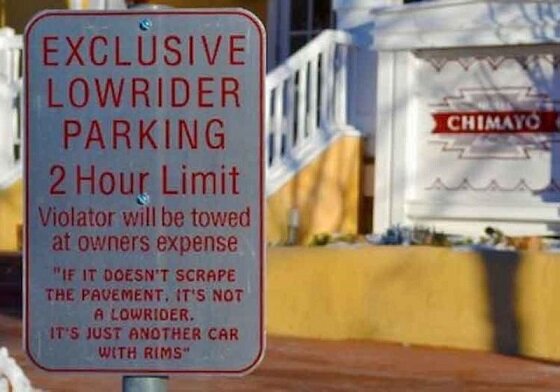 EXCLUSIVE
LOWRIDER
PARKING
2 Hour Limit
Violator will be towed
at owners expense
"IF IT DOESN'T SCRAPE
THE PAVEMENT, IT'S NOT
A LOWRIDER.
IT'S JUST ANOTHER CAR
WITH RIMS"
CHIMAYÓ